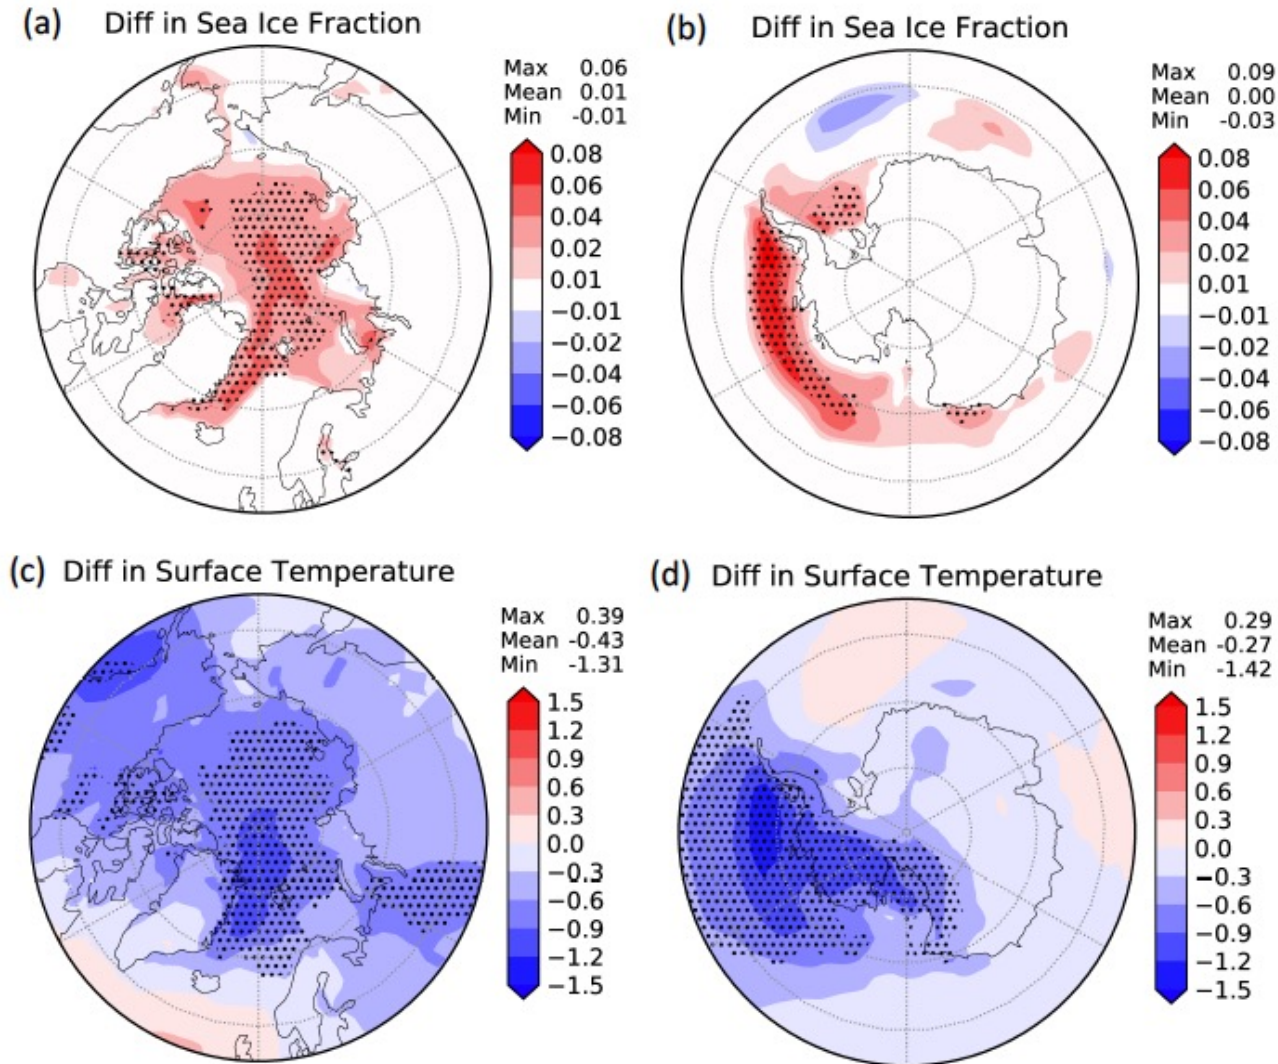 (a) Diff in Sea Ice Fraction
Max 0.06
Mean 0.01
Min -0.01
0.08
0.06
0.04
0.02
0.01
−0.01
−0.02
−0.04
−0.06
−0.08
(b) Diff in Sea Ice Fraction
Max 0.09
Mean 0.00
Min -0.03
0.08
0.06
0.04
0.02
0.01
−0.01
−0.02
−0.04
−0.06
−0.08
(c) Diff in Surface Temperature
Max 0.39
Mean -0.43
Min -1.31
1.5
1.2
0.9
0.6
0.3
0.0
−0.3
−0.6
−0.9
−1.2
−1.5
(d) Diff in Surface Temperature
Max 0.29
Mean -0.27
Min -1.42
1.5
1.2
0.9
0.6
0.3
0.0
−0.3
−0.6
−0.9
−1.2
−1.5